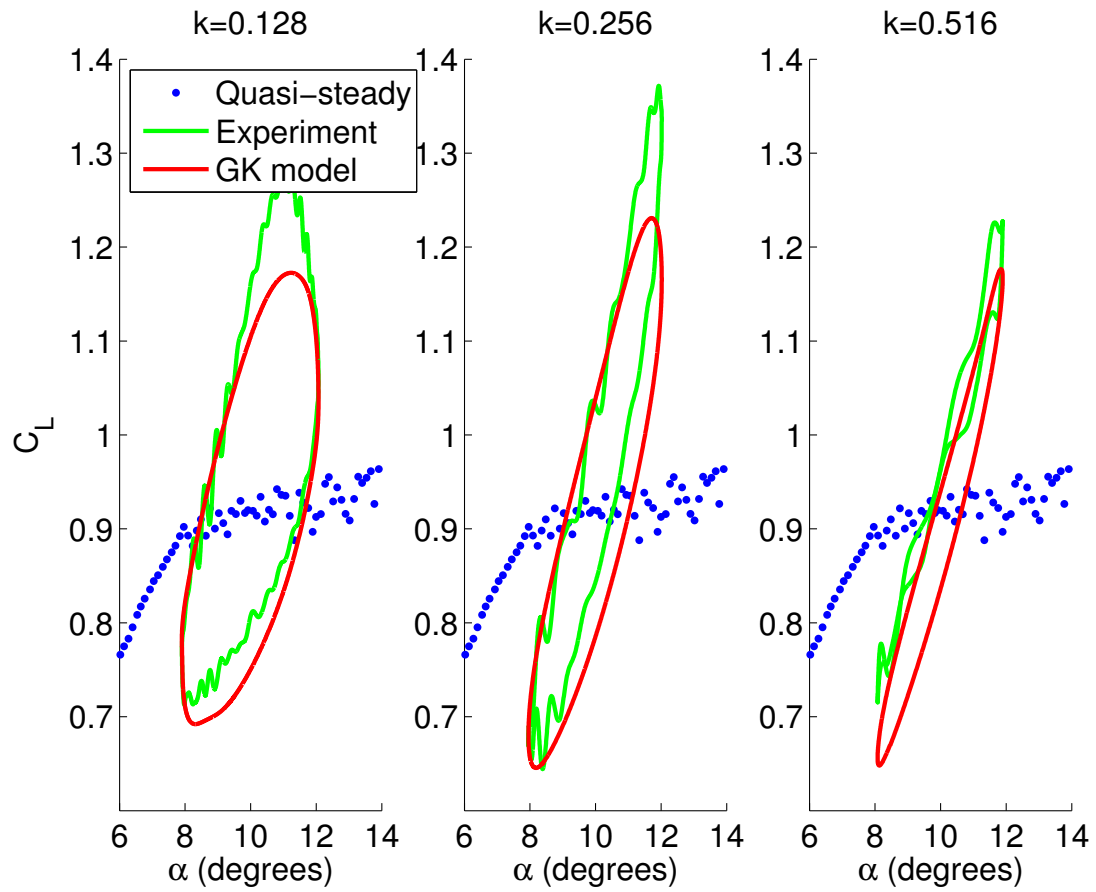 k=0.128 k=0.256 k=0.516
1.4 1.4 1.4
Quasi−steady
Experiment
GK model
1.3 1.3
1.2 1.2 1.2
1.1 1.1 1.1
C_L
1 1 1
0.9 0.9 0.9
0.8 0.8 0.8
0.7 0.7 0.7
6 8 10 12 14 6 8 10 12 14 6 8 10 12 14
α (degrees) α (degrees) α (degrees)